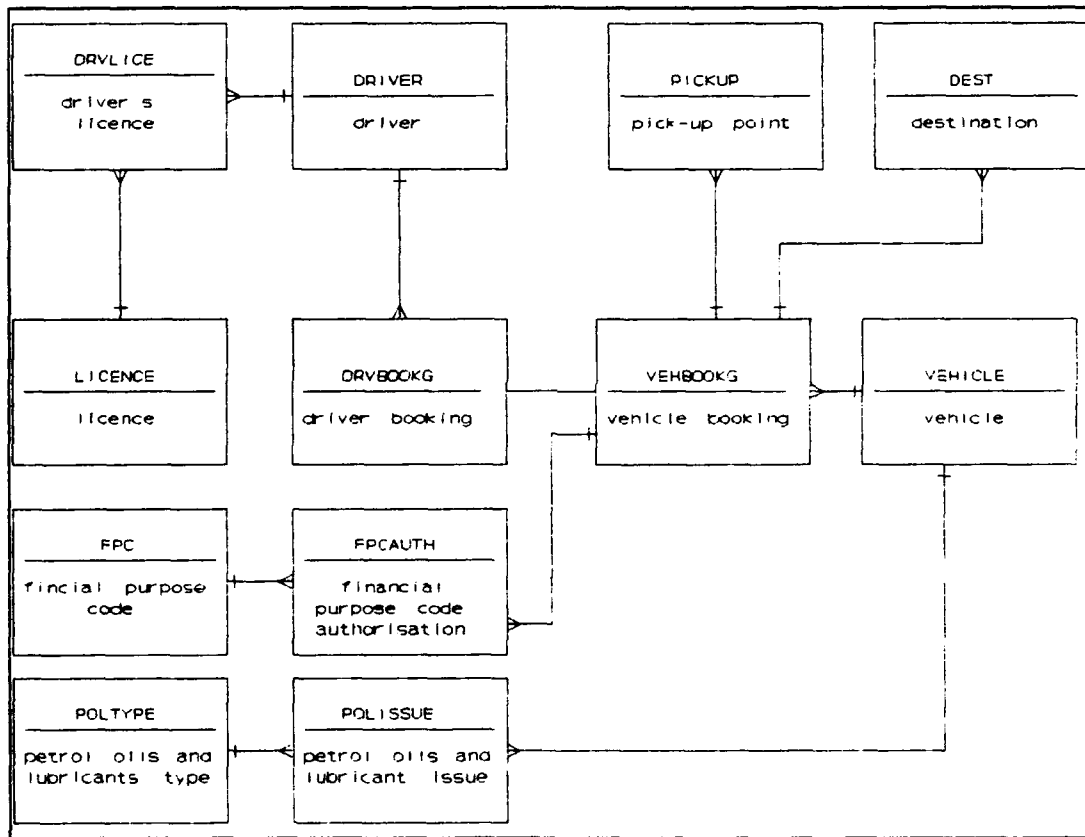 DRVLICE
driver s
licence
DRIVER
driver
PICKUP
pick-up point
DEST
destination
LICENCE
licence
DRVBOOKG
driver booking
VEHBOOKG
vehicle booking
VEHICLE
vehicle
FPC
fincial purpose
code
FPCAUTH
financial
purpose code
authorisation
POLTYPE
petrol oils and
lubricants type
POLISSUE
petrol oils and
lubricant issue